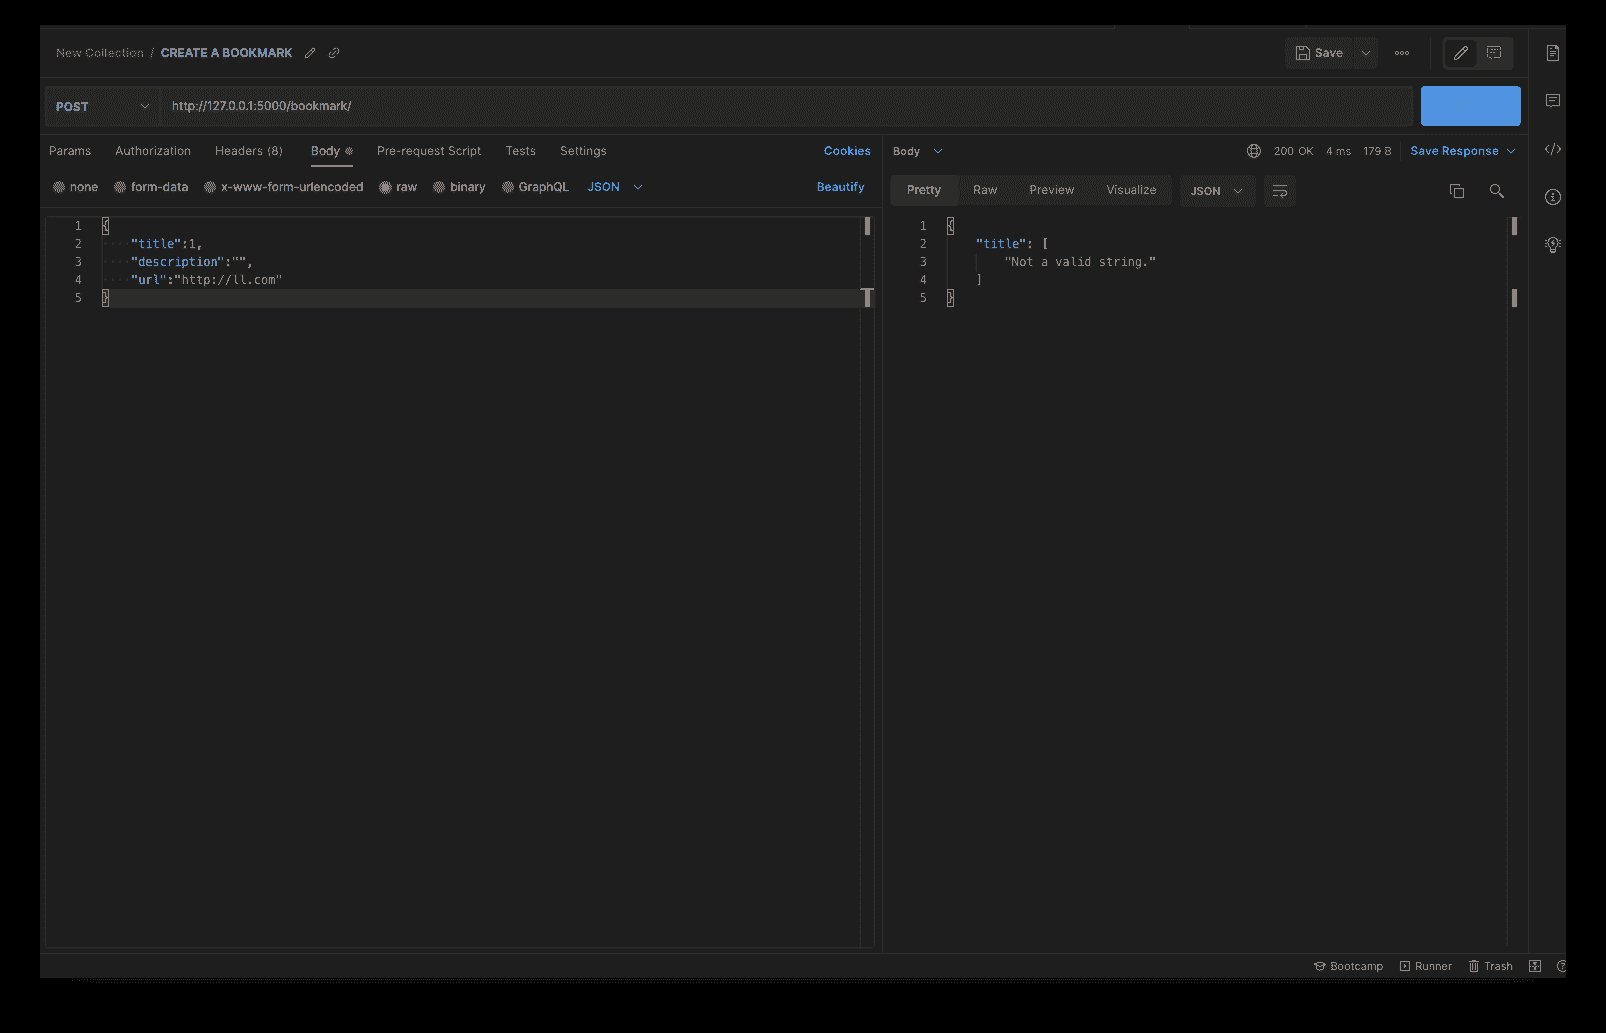 New Collection / CREATE A BOOKMARK
Save
POST http://127.0.0.1:5000/bookmark/
Params Authorization Headers (8) Body Pre-request Script Tests Settings Cookies
none form-data x-www-form-urlencoded raw binary GraphQL JSON Beautify
1 {
2 "title":1,
3 "description":"",
4 "url":"http://ll.com"
5 }
Body 200 OK 4 ms 179 B Save Response
Pretty Raw Preview Visualize JSON
1 {
2 "title": [
3 "Not a valid string."
4 ]
5 }
Bootcamp Runner Trash